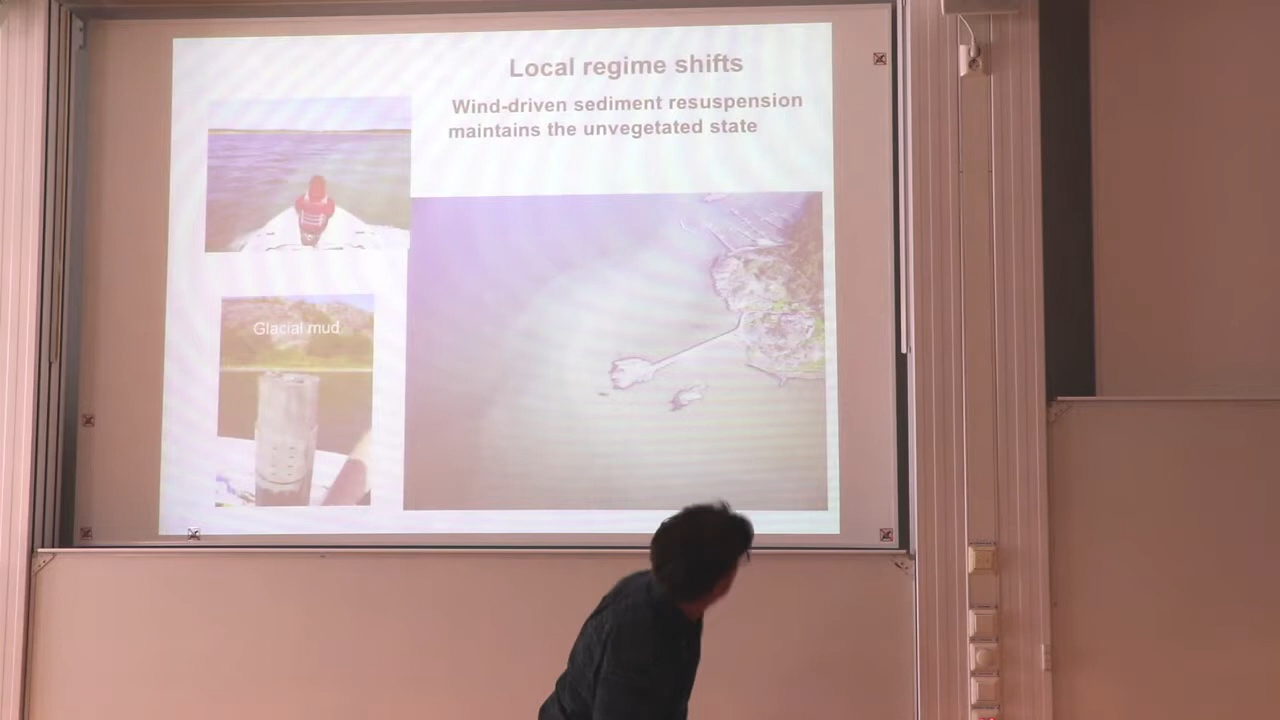 Local regime shifts
Wind-driven sediment resuspension
maintains the unvegetated state
Glacial mud